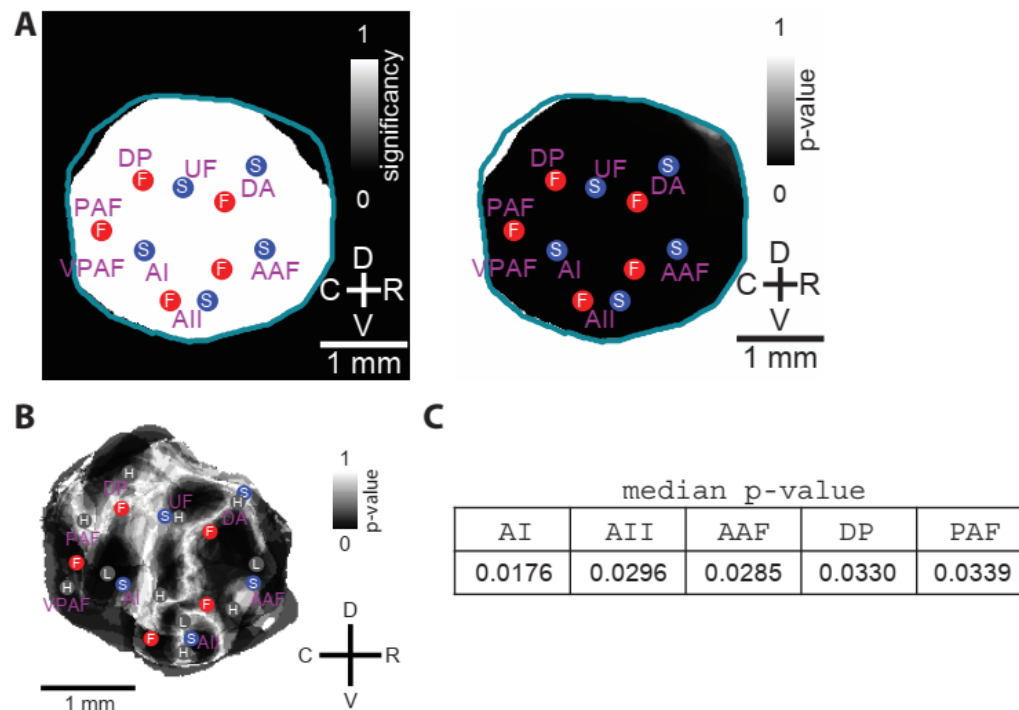 A
1
significancy
0
DP
UF
S
F
S
DA
F
PAF
F
VPAF
S
AI
S
AAF
F
F
S
AII
D
C
R
V
1 mm
1
p-value
0
DP
UF
S
F
S
DA
F
PAF
F
VPAF
S
AI
S
AAF
F
F
S
AII
D
C
R
V
1 mm
B
1
p-value
0
H
DP
S
UF
H
F
S
H
DA
H
F
PAF
F
L
L
H
VPAF
S
AI
S
AAF
H
F
H
L
F
S
AII
H
D
C
R
V
1 mm
C
median p-value
AI AII AAF DP PAF
0.0176 0.0296 0.0285 0.0330 0.0339